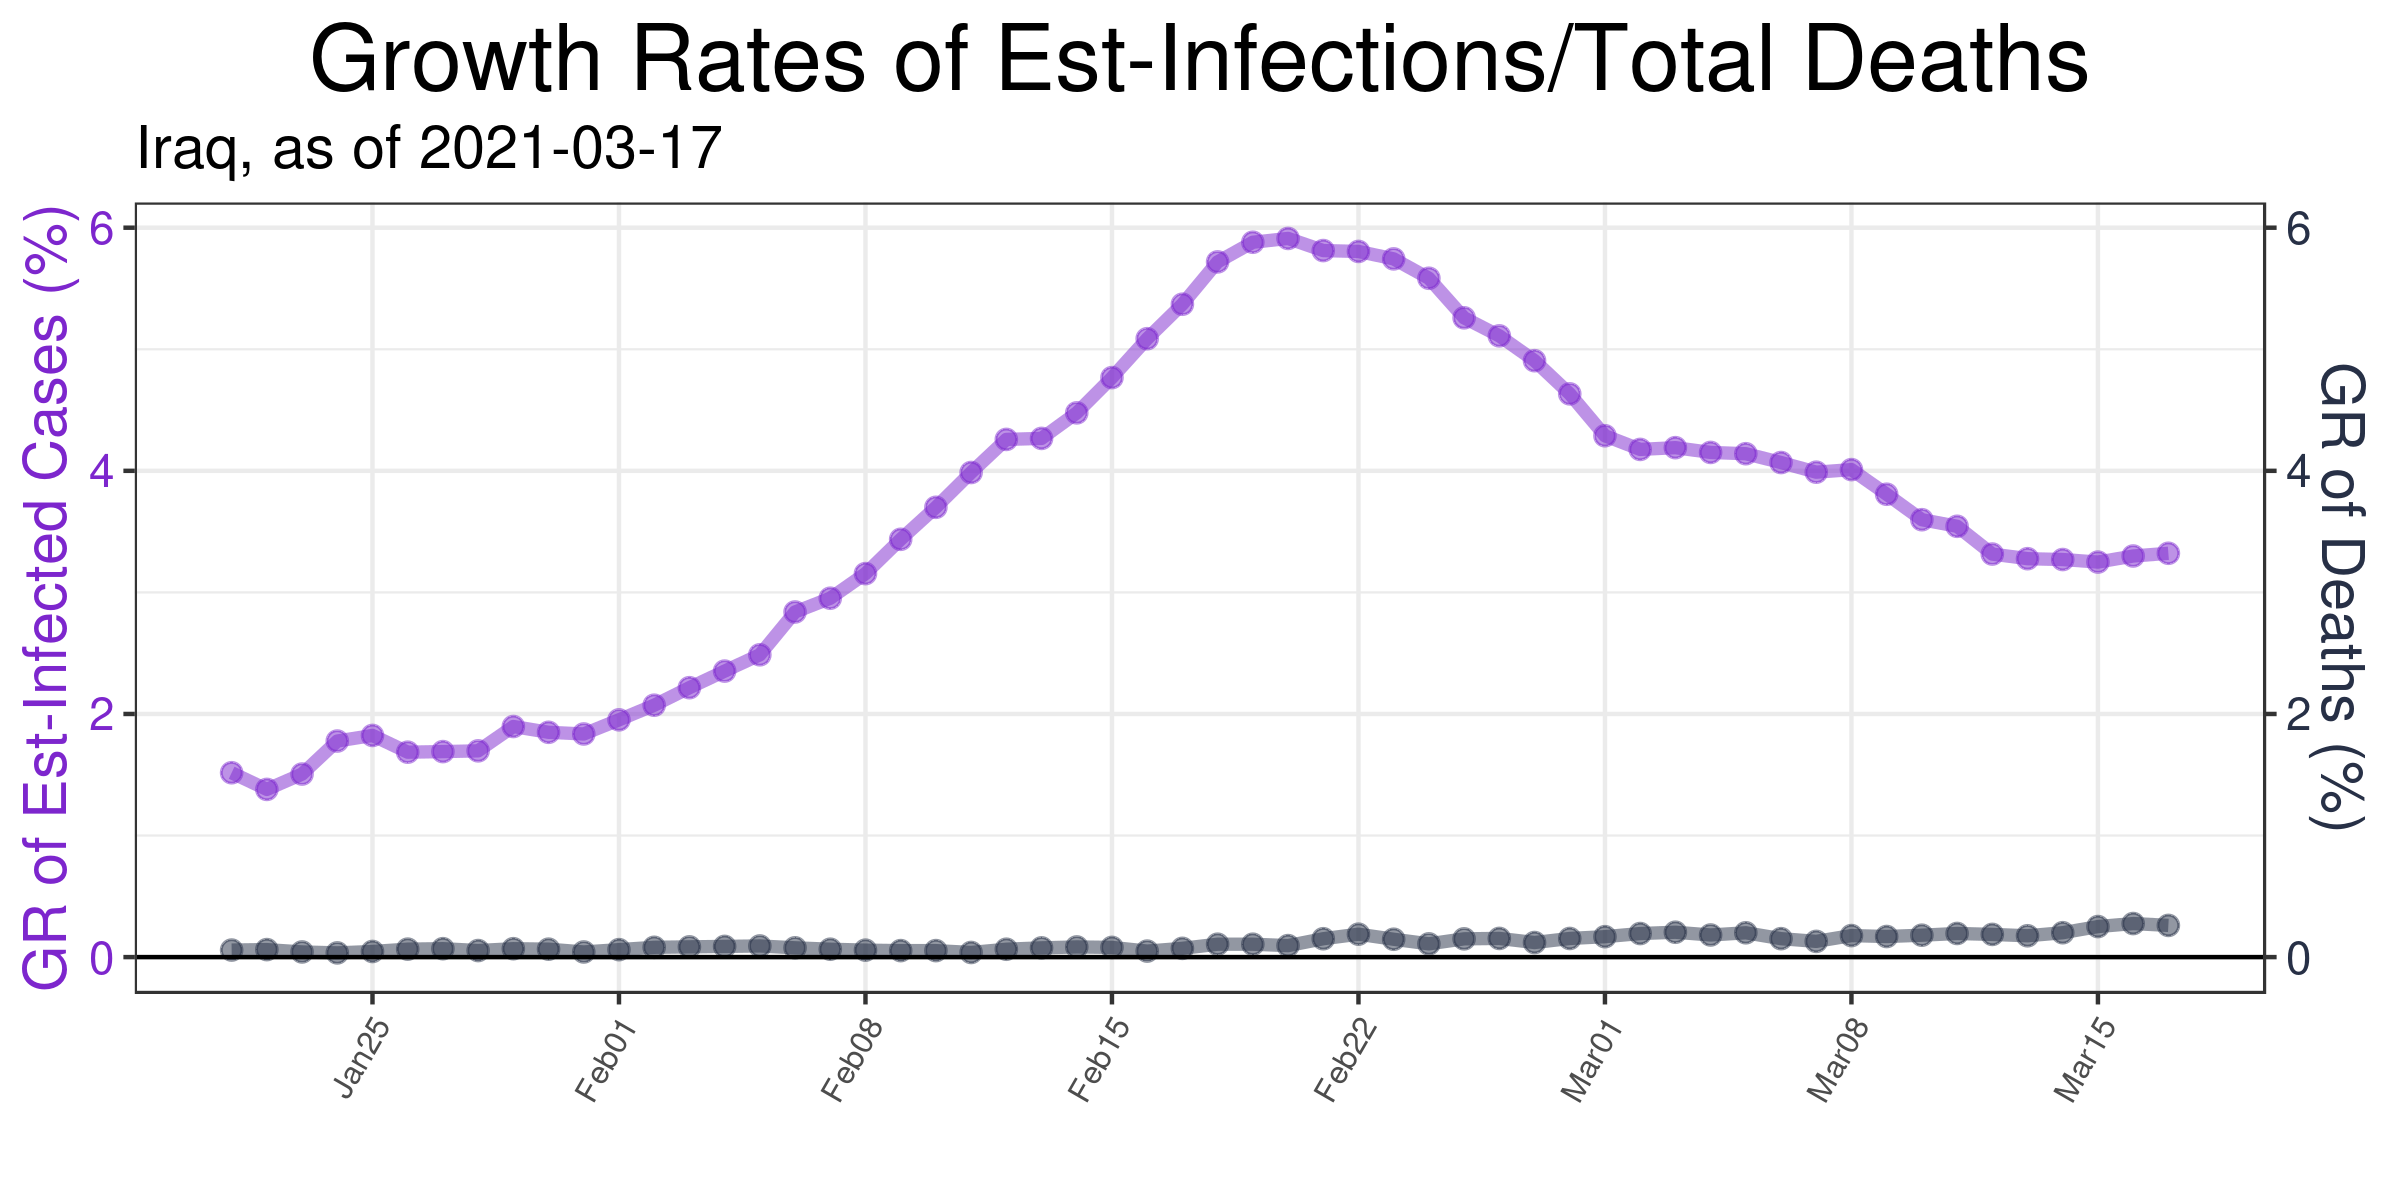 Growth Rates of Est-Infections/Total Deaths
Iraq, as of 2021-03-17
GR of Est-Infected Cases (%)
6
4
2
0
6
4
2
0
GR of Deaths (%)
Jan25
Feb01
Feb08
Feb15
Feb22
Mar01
Mar08
Mar15